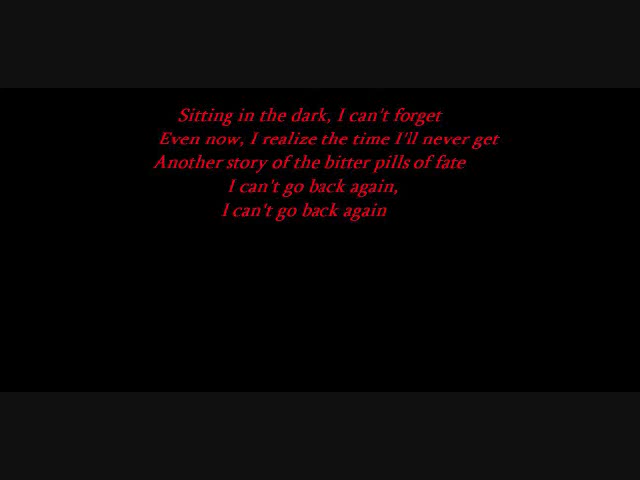 Sitting in the dark, I can't forget
Even now, I realize the time I'll never get
Another story of the bitter pills of fate
I can't go back again,
I can't go back again